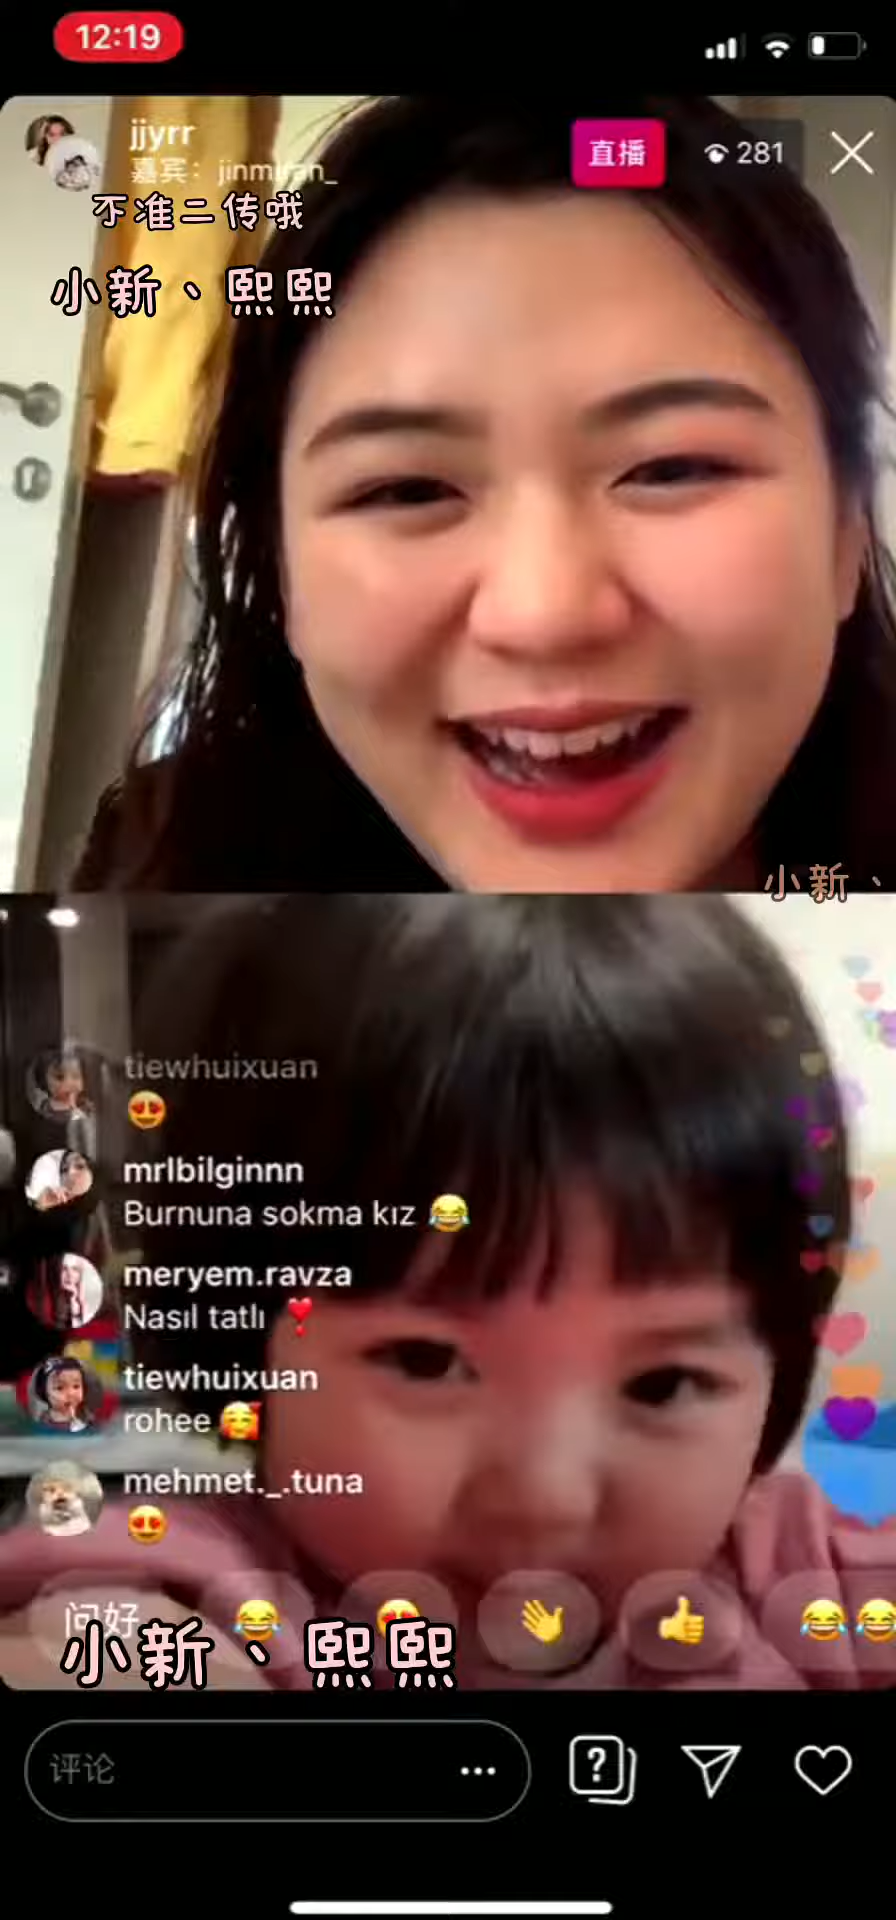 12:19
jjyrr
直播
281
嘉宾: jinmiran_
不准二传哦
小新、熙熙
小新、
tiewhuixuan
😍
mrlbilginnn
Burnuna sokma kız 😂
meryem.ravza
Nasıl tatlı ❣️
tiewhuixuan
rohee 🥰
mehmet._.tuna
😍
问好 😂 😍 👋 👍 😂😂
小新、熙熙
评论 ...
?